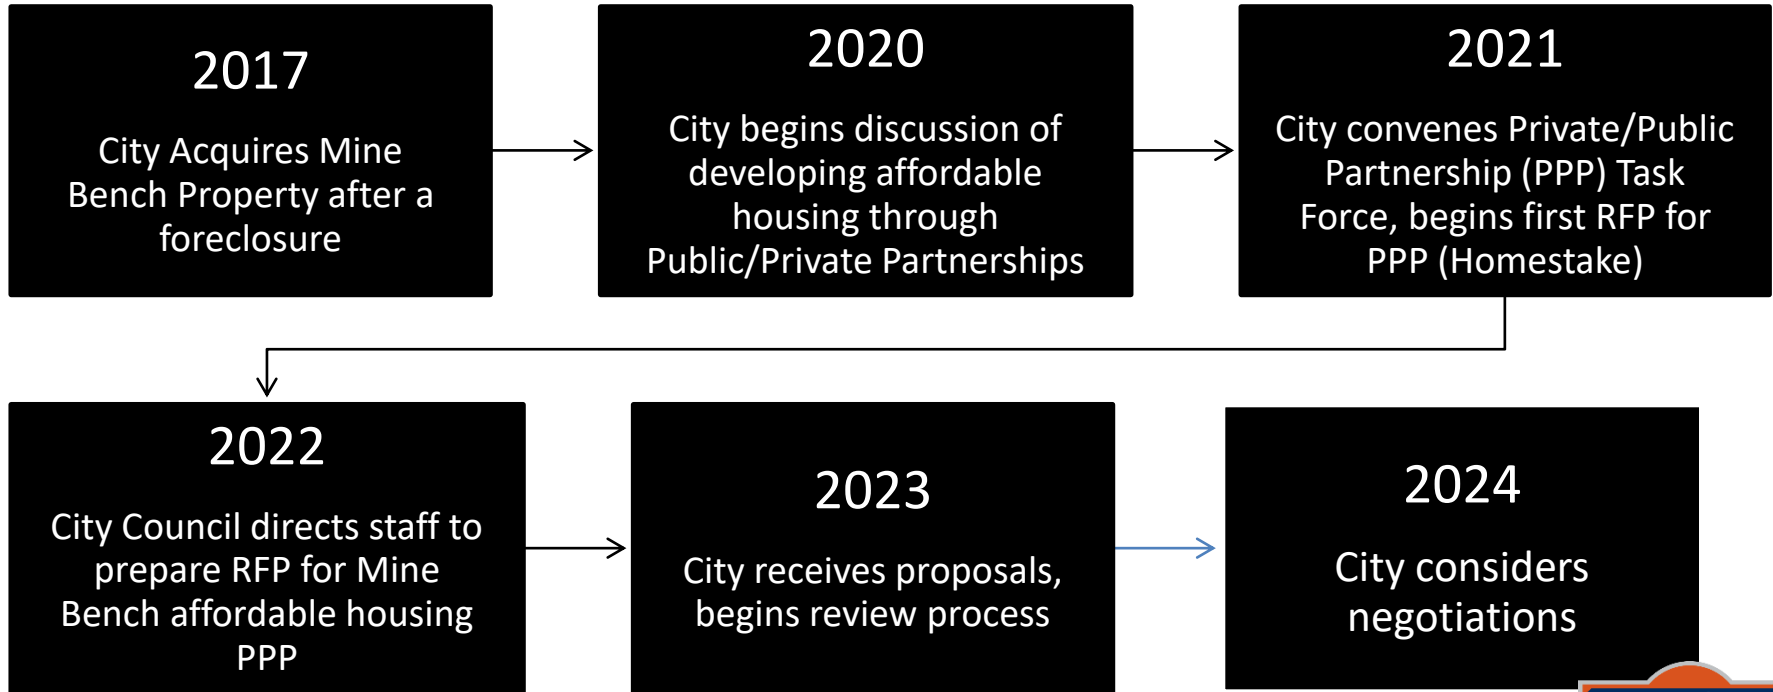 2017
City Acquires Mine
Bench Property after a
foreclosure
2020
City begins discussion of
developing affordable
housing through
Public/Private Partnerships
2021
City convenes Private/Public
Partnership (PPP) Task
Force, begins first RFP for
PPP (Homestake)
2022
City Council directs staff to
prepare RFP for Mine
Bench affordable housing
PPP
2023
City receives proposals,
begins review process
2024
City considers
negotiations